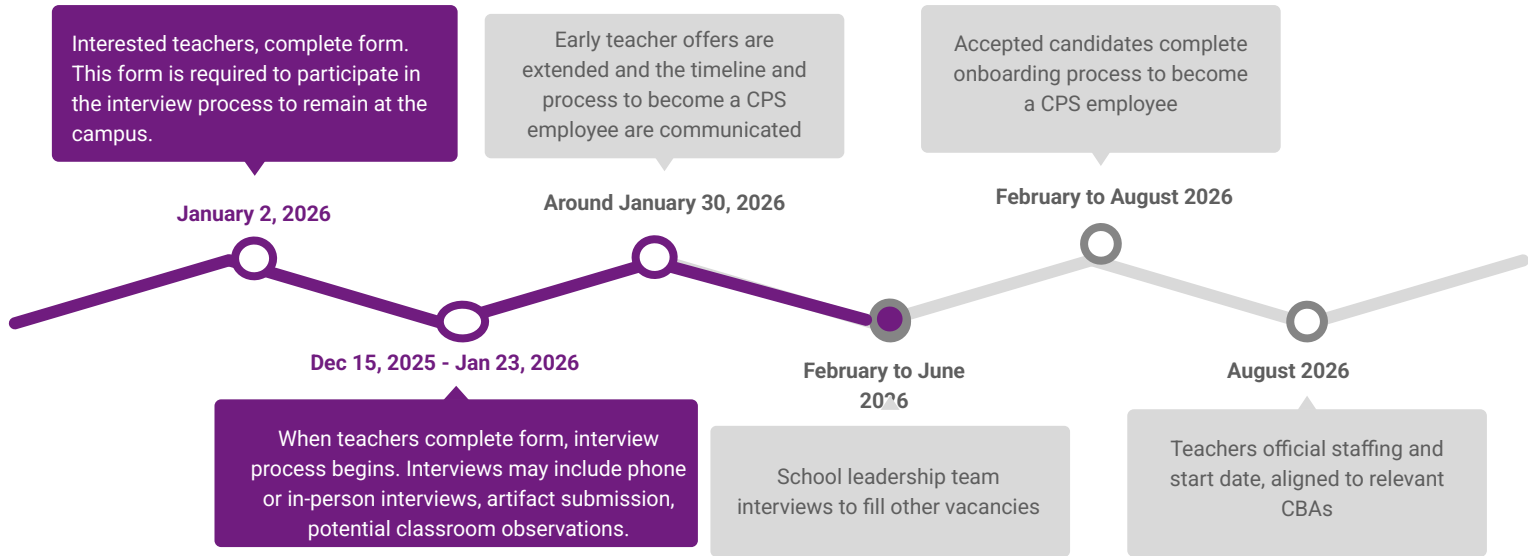 Interested teachers, complete form.
This form is required to participate in
the interview process to remain at the
campus.
January 2, 2026
Dec 15, 2025 - Jan 23, 2026
When teachers complete form, interview
process begins. Interviews may include phone
or in-person interviews, artifact submission,
potential classroom observations.
Early teacher offers are
extended and the timeline and
process to become a CPS
employee are communicated
Around January 30, 2026
February to June
2026
School leadership team
interviews to fill other vacancies
Accepted candidates complete
onboarding process to become
a CPS employee
February to August 2026
August 2026
Teachers official staffing and
start date, aligned to relevant
CBAs